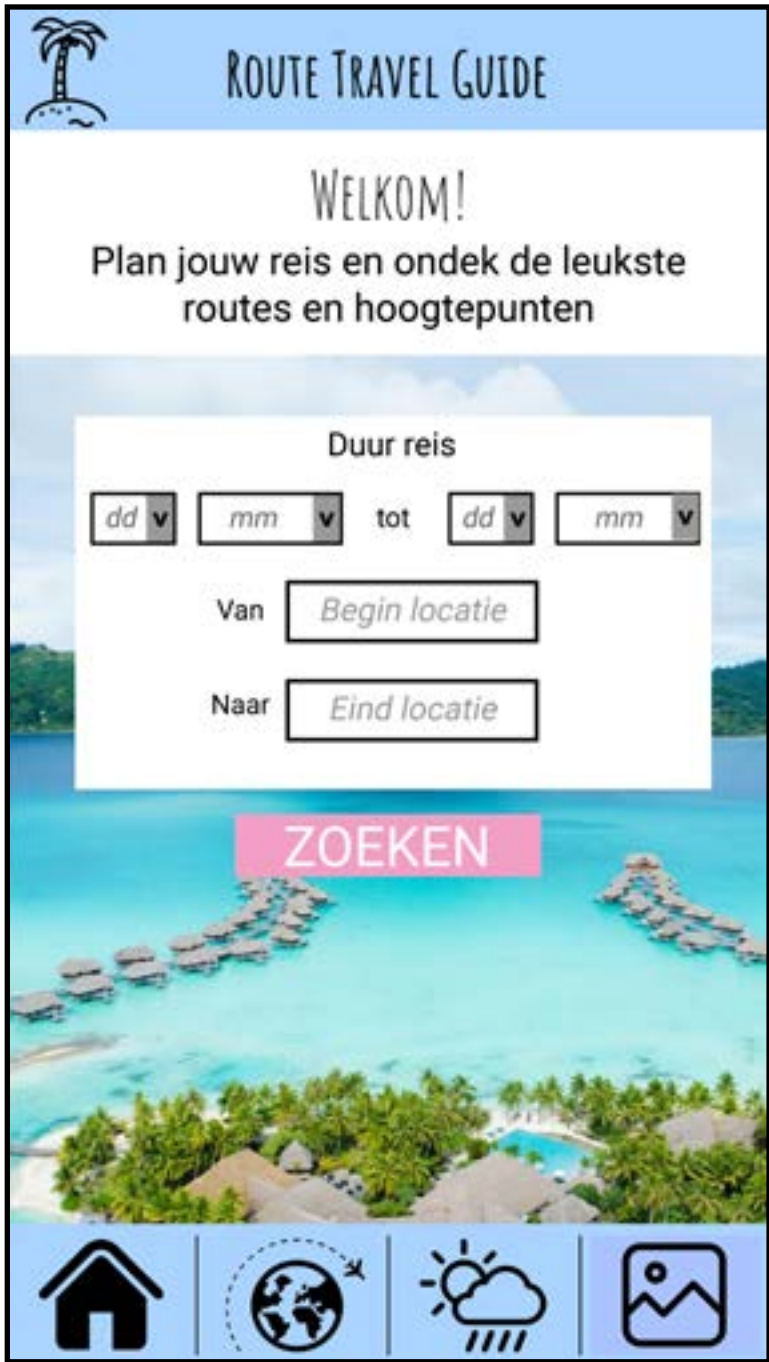 ROUTE TRAVEL GUIDE
WELKOM!
Plan jouw reis en ondek de leukste
routes en hoogtepunten
Duur reis
dd v mm v tot dd v mm v
Van Begin locatie
Naar Eind locatie
ZOEKEN